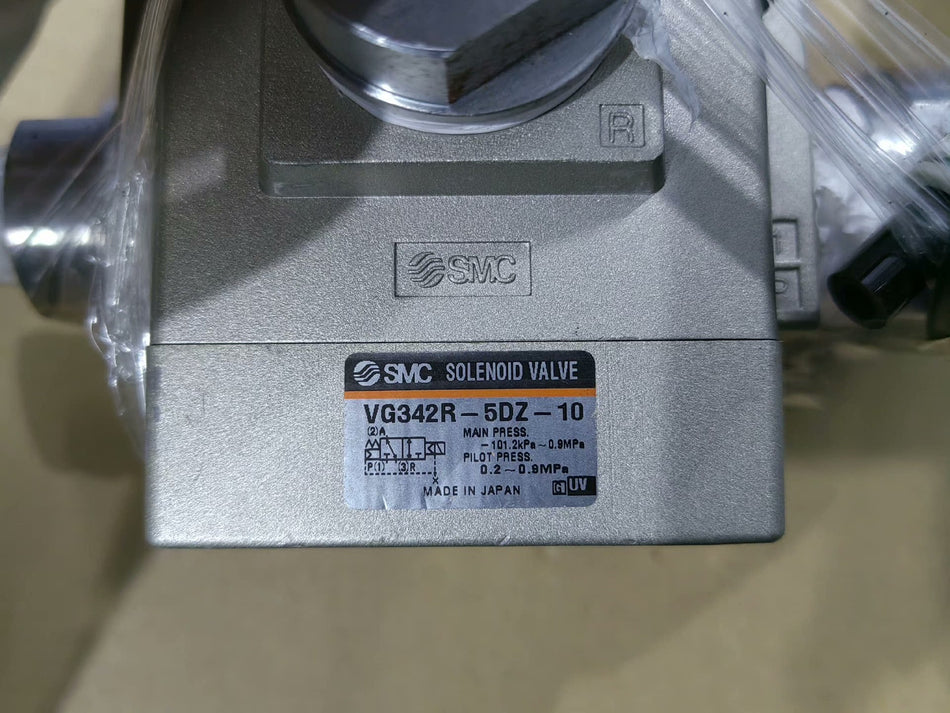 R
SMC
SMC SOLENOID VALVE
VG342R-5DZ-10
(2)A
MAIN PRESS.
-101.2kPa~0.9MPa
PILOT PRESS.
0.2~0.9MPa
P(1) (3)R
X
MADE IN JAPAN
[G] UV